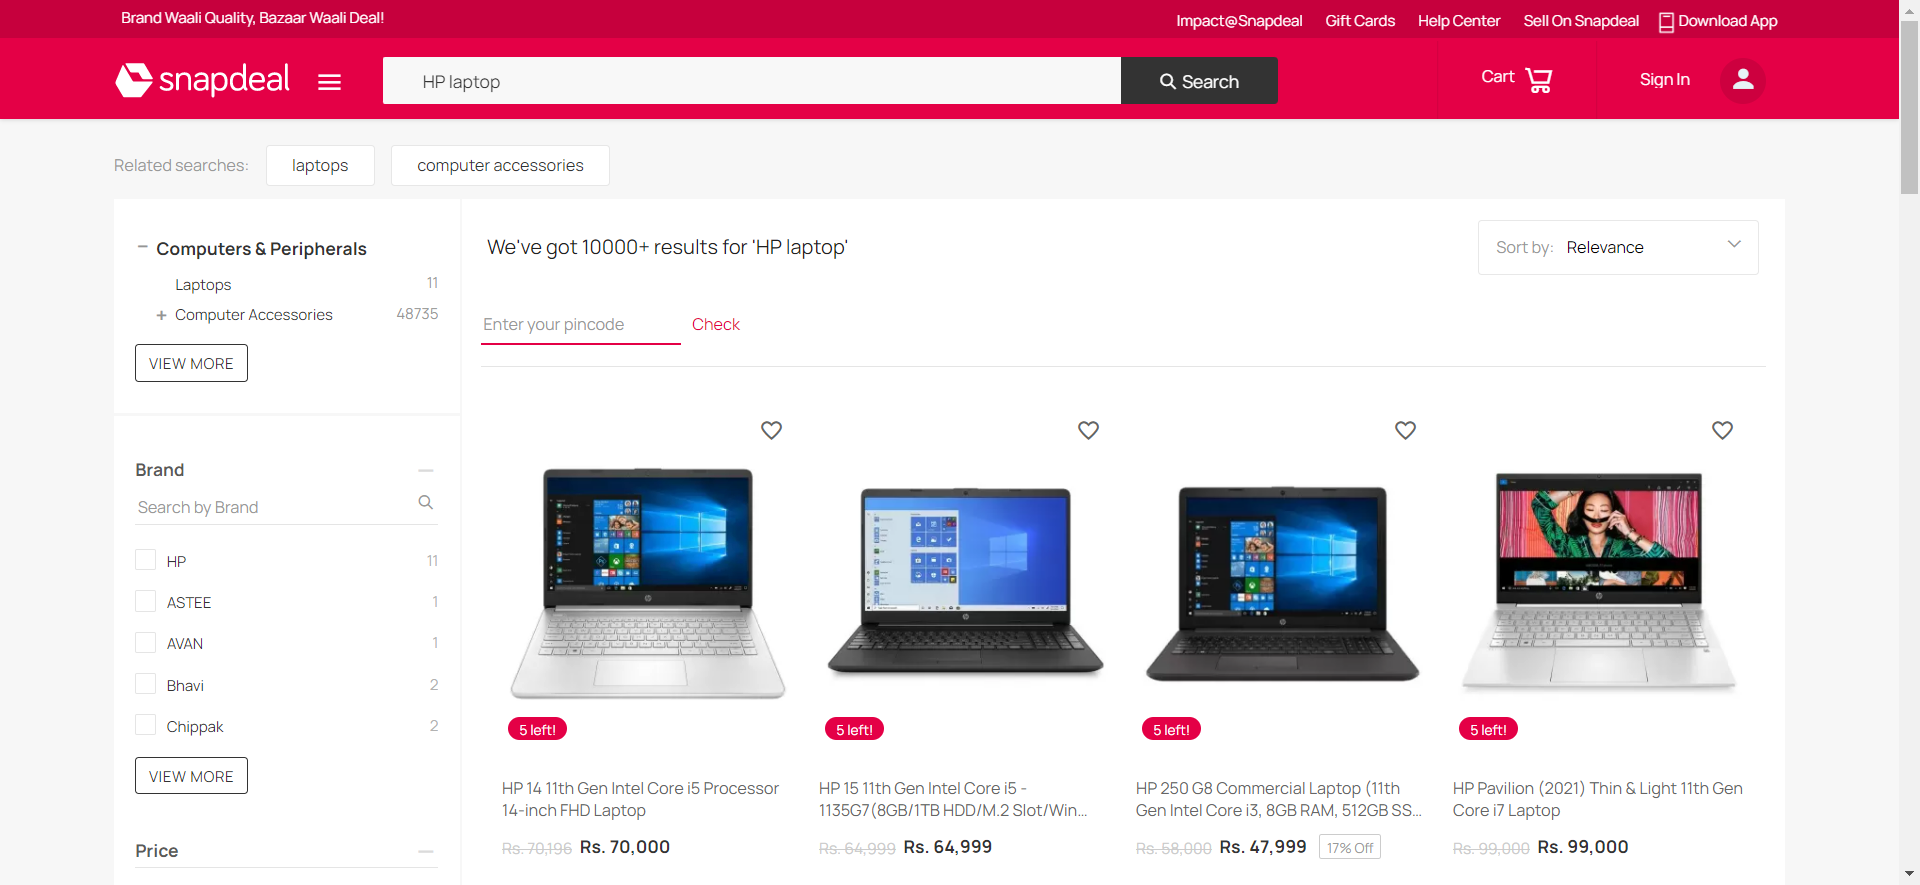 Brand Waali Quality, Bazaar Waali Deal!
Impact@Snapdeal Gift Cards Help Center Sell On Snapdeal Download App
snapdeal
HP laptop
Search
Cart
Sign In
Related searches: laptops computer accessories
Computers & Peripherals
Laptops 11
+ Computer Accessories 48735
VIEW MORE
Brand
Search by Brand
HP 11
ASTEE 1
AVAN 1
Bhavi 2
Chippak 2
VIEW MORE
Price
We've got 10000+ results for 'HP laptop'
Sort by: Relevance
Enter your pincode Check
5 left!
HP 14 11th Gen Intel Core i5 Processor
14-inch FHD Laptop
Rs. 70,196 Rs. 70,000
5 left!
HP 15 11th Gen Intel Core i5 -
1135G7(8GB/1TB HDD/M.2 Slot/Win...
Rs. 64,999 Rs. 64,999
5 left!
HP 250 G8 Commercial Laptop (11th
Gen Intel Core i3, 8GB RAM, 512GB SS...
Rs. 58,000 Rs. 47,999 17% Off
5 left!
HP Pavilion (2021) Thin & Light 11th Gen
Core i7 Laptop
Rs. 99,000 Rs. 99,000